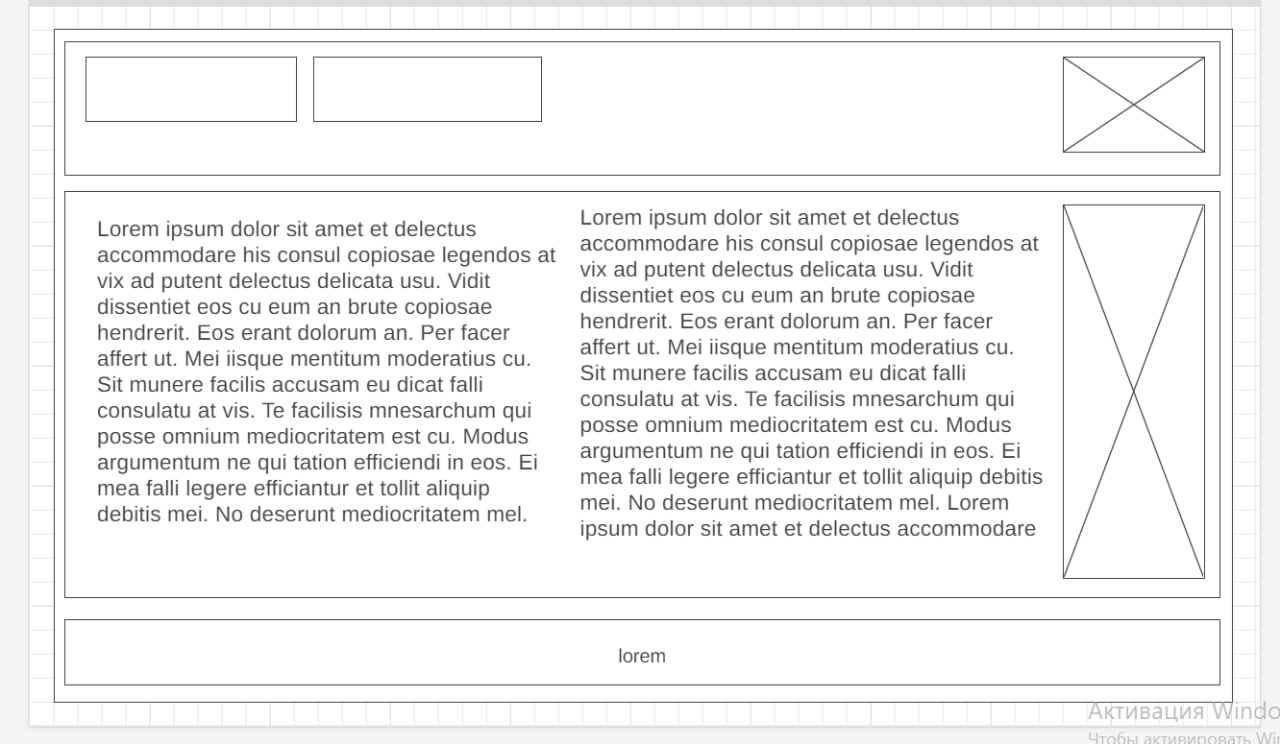 Lorem ipsum dolor sit amet et delectus
accommodare his consul copiosae legendos at
vix ad putent delectus delicata usu. Vidit
dissentiet eos cu eum an brute copiosae
hendrerit. Eos erant dolorum an. Per facer
affert ut. Mei iisque mentitum moderatius cu.
Sit munere facilis accusam eu dicat falli
consulatu at vis. Te facilisis mnesarchum qui
posse omnium mediocritatem est cu. Modus
argumentum ne qui tation efficiendi in eos. Ei
mea falli legere efficiantur et tollit aliquip
debitis mei. No deserunt mediocritatem mel.
Lorem ipsum dolor sit amet et delectus
accommodare his consul copiosae legendos at
vix ad putent delectus delicata usu. Vidit
dissentiet eos cu eum an brute copiosae
hendrerit. Eos erant dolorum an. Per facer
affert ut. Mei iisque mentitum moderatius cu.
Sit munere facilis accusam eu dicat falli
consulatu at vis. Te facilisis mnesarchum qui
posse omnium mediocritatem est cu. Modus
argumentum ne qui tation efficiendi in eos. Ei
mea falli legere efficiantur et tollit aliquip debitis
mei. No deserunt mediocritatem mel. Lorem
ipsum dolor sit amet et delectus accommodare
lorem
Активация Windo
Чтобы активировать Wi